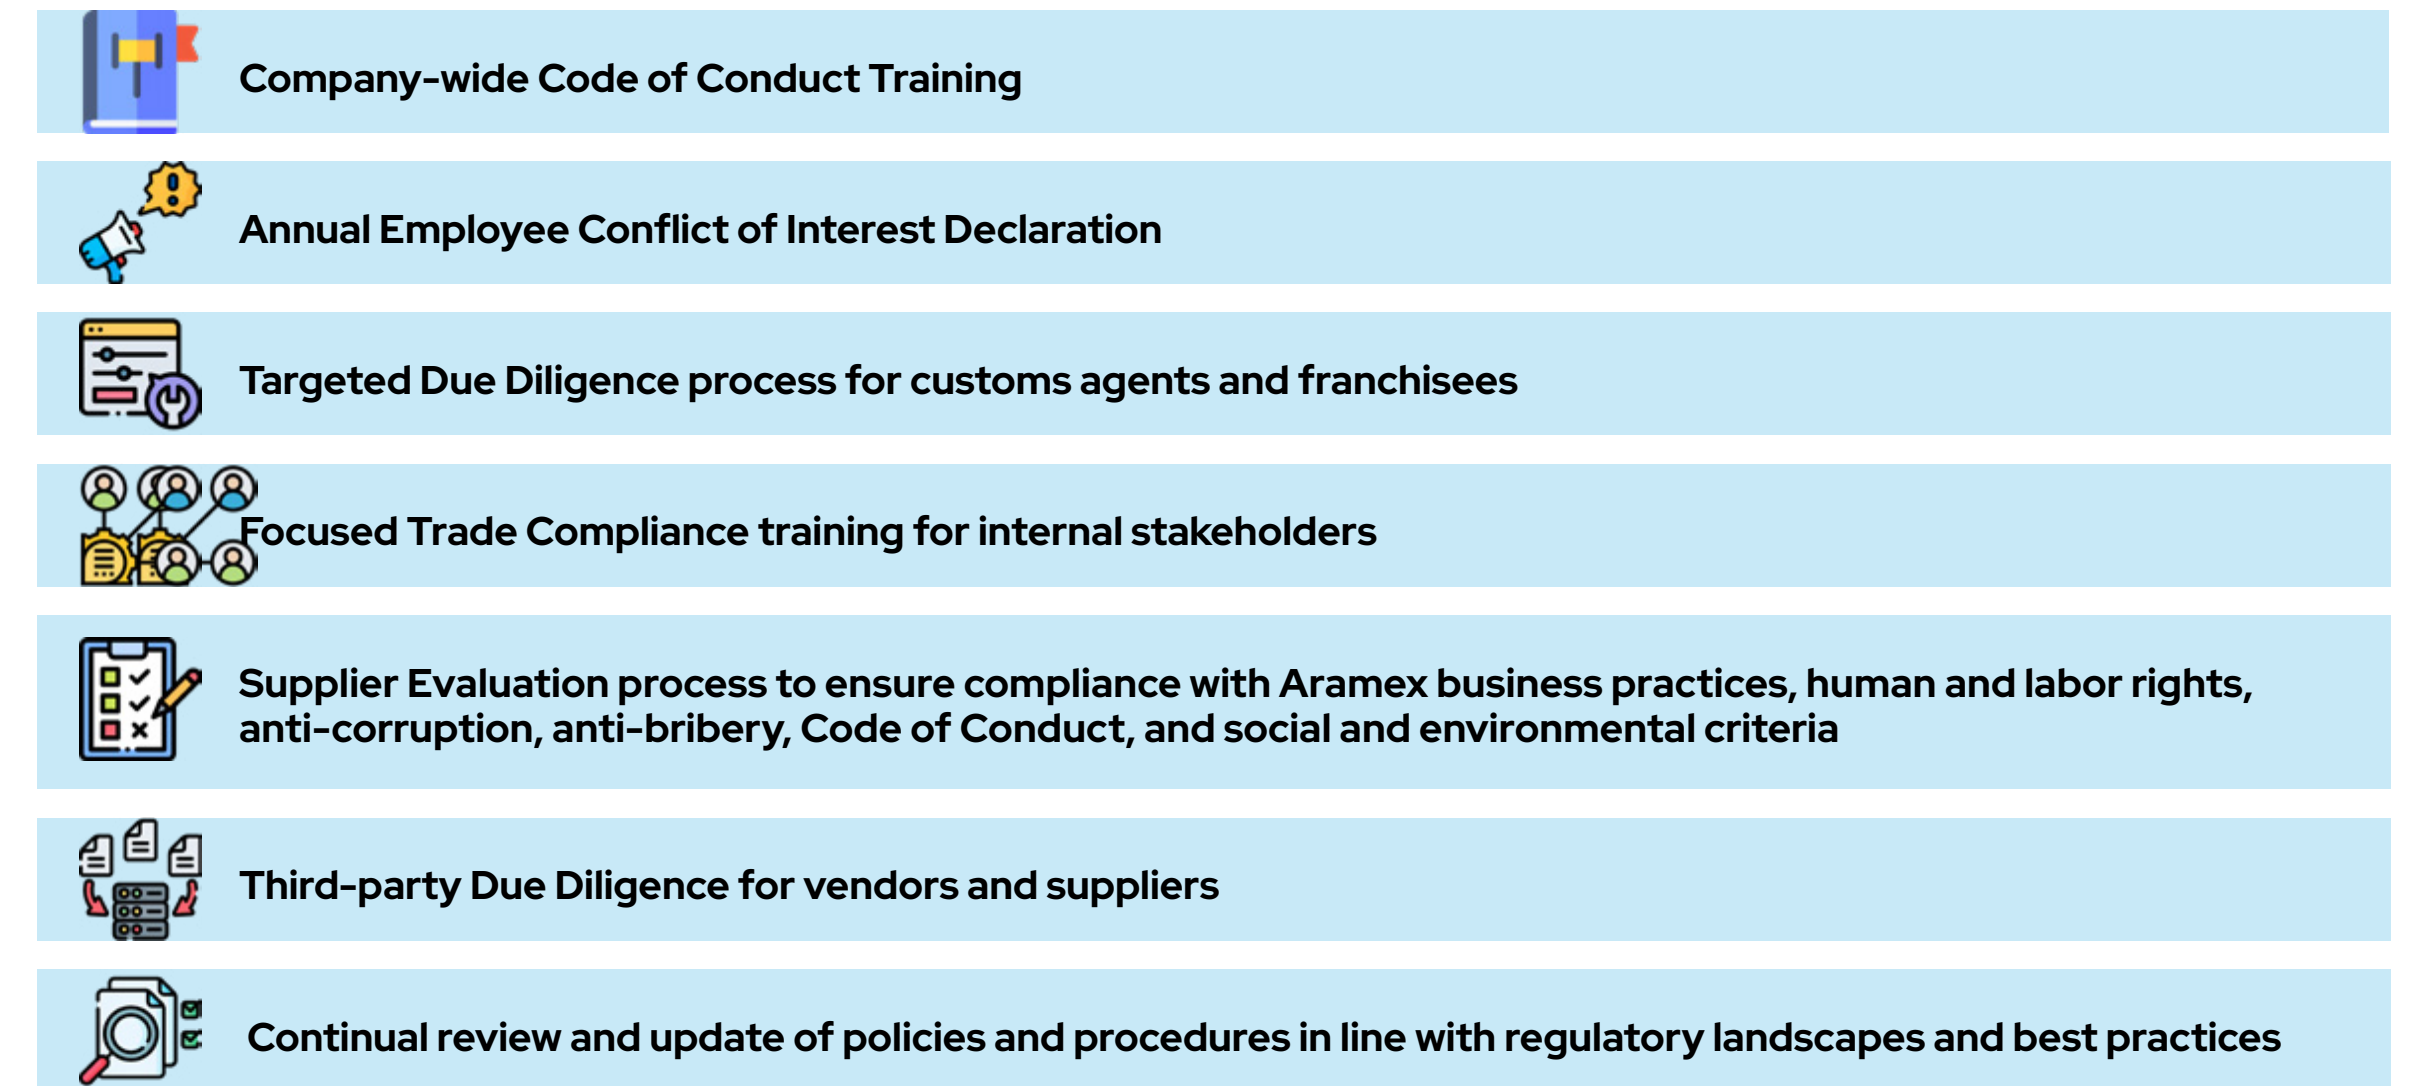 Company-wide Code of Conduct Training
Annual Employee Conflict of Interest Declaration
Targeted Due Diligence process for customs agents and franchisees
Focused Trade Compliance training for internal stakeholders
Supplier Evaluation process to ensure compliance with Aramex business practices, human and labor rights,
anti-corruption, anti-bribery, Code of Conduct, and social and environmental criteria
Third-party Due Diligence for vendors and suppliers
Continual review and update of policies and procedures in line with regulatory landscapes and best practices